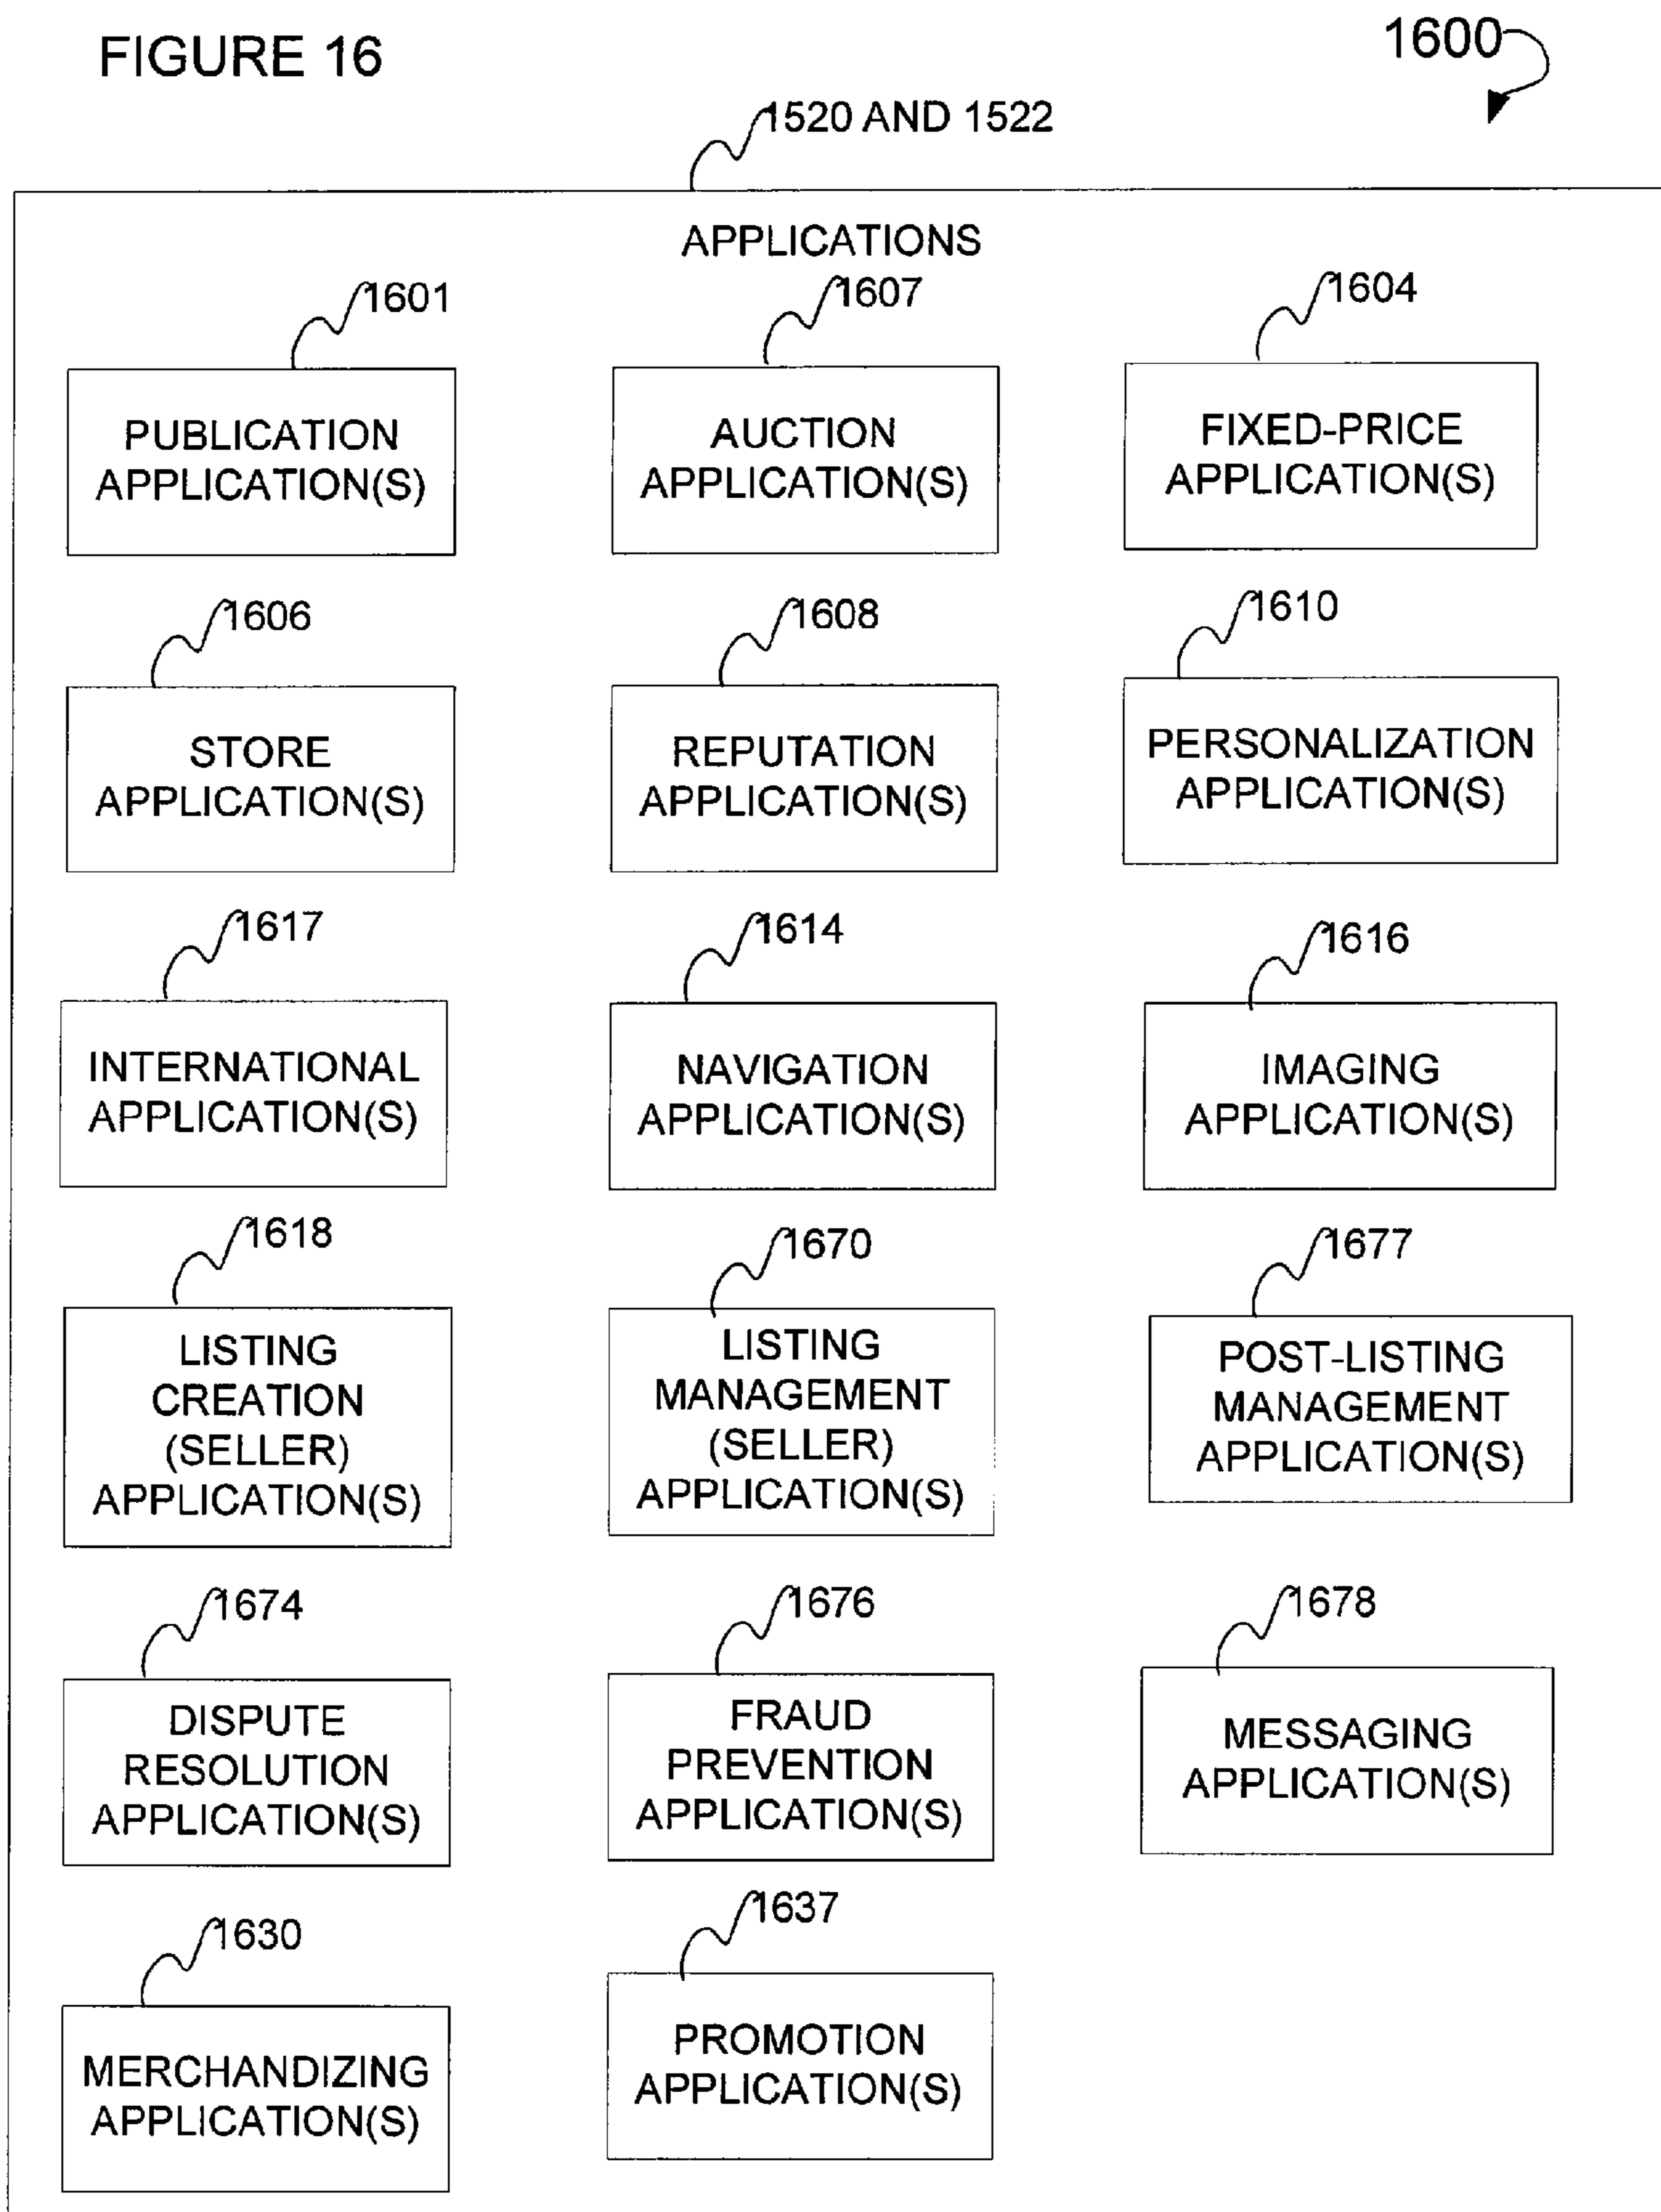 FIGURE 16
1600
1520 AND 1522
APPLICATIONS
1601
PUBLICATION
APPLICATION(S)
1607
AUCTION
APPLICATION(S)
1604
FIXED-PRICE
APPLICATION(S)
1606
STORE
APPLICATION(S)
1608
REPUTATION
APPLICATION(S)
1610
PERSONALIZATION
APPLICATION(S)
1617
INTERNATIONAL
APPLICATION(S)
1614
NAVIGATION
APPLICATION(S)
1616
IMAGING
APPLICATION(S)
1618
LISTING
CREATION
(SELLER)
APPLICATION(S)
1670
LISTING
MANAGEMENT
(SELLER)
APPLICATION(S)
1677
POST-LISTING
MANAGEMENT
APPLICATION(S)
1674
DISPUTE
RESOLUTION
APPLICATION(S)
1676
FRAUD
PREVENTION
APPLICATION(S)
1678
MESSAGING
APPLICATION(S)
1630
MERCHANDIZING
APPLICATION(S)
1637
PROMOTION
APPLICATION(S)